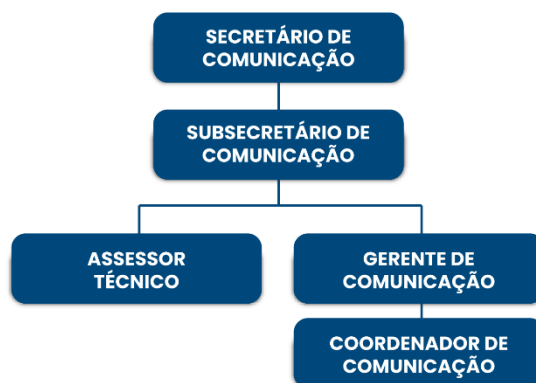 SECRETÁRIO DE
COMUNICAÇÃO
SUBSECRETÁRIO DE
COMUNICAÇÃO
ASSESSOR
TÉCNICO
GERENTE DE
COMUNICAÇÃO
COORDENADOR DE
COMUNICAÇÃO